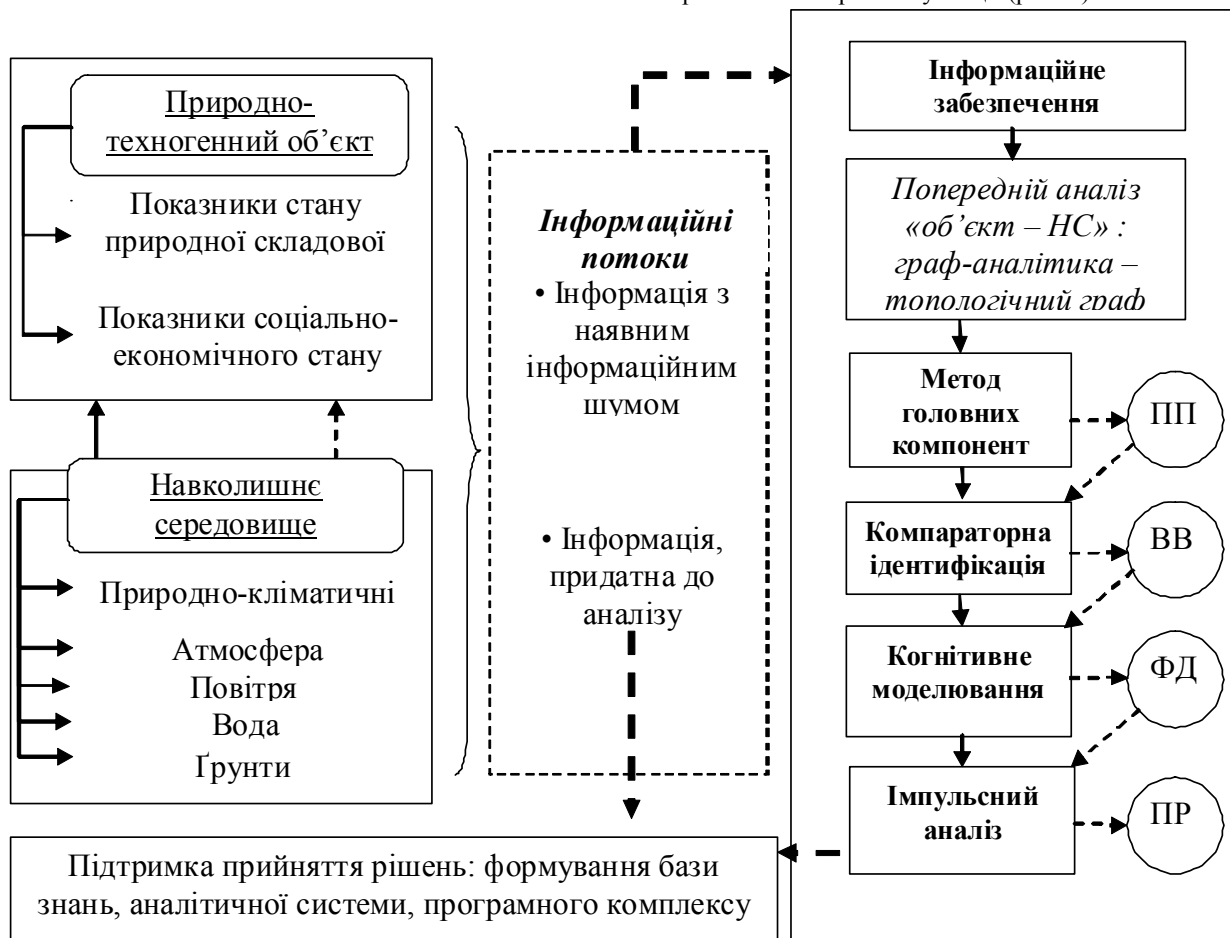 Природно-
техногенний об’єкт
Показники стану
природної складової
Показники соціально-
економічного стану
Навколишнє
середовище
Природно-кліматичні
Атмосфера
Повітря
Вода
Ґрунти
Інформаційні
потоки
• Інформація з
наявним
інформаційним
шумом
• Інформація,
придатна до
аналізу
Інформаційне
забезпечення
Попередній аналіз
«об’єкт – НС» :
граф-аналітика –
топологічний граф
Метод
головних
компонент
ПП
Компараторна
ідентифікація
ВВ
Когнітивне
моделювання
ФД
Імпульсний
аналіз
ПР
Підтримка прийняття рішень: формування бази
знань, аналітичної системи, програмного комплексу